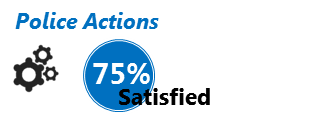 Police Actions
75%
Satisfied